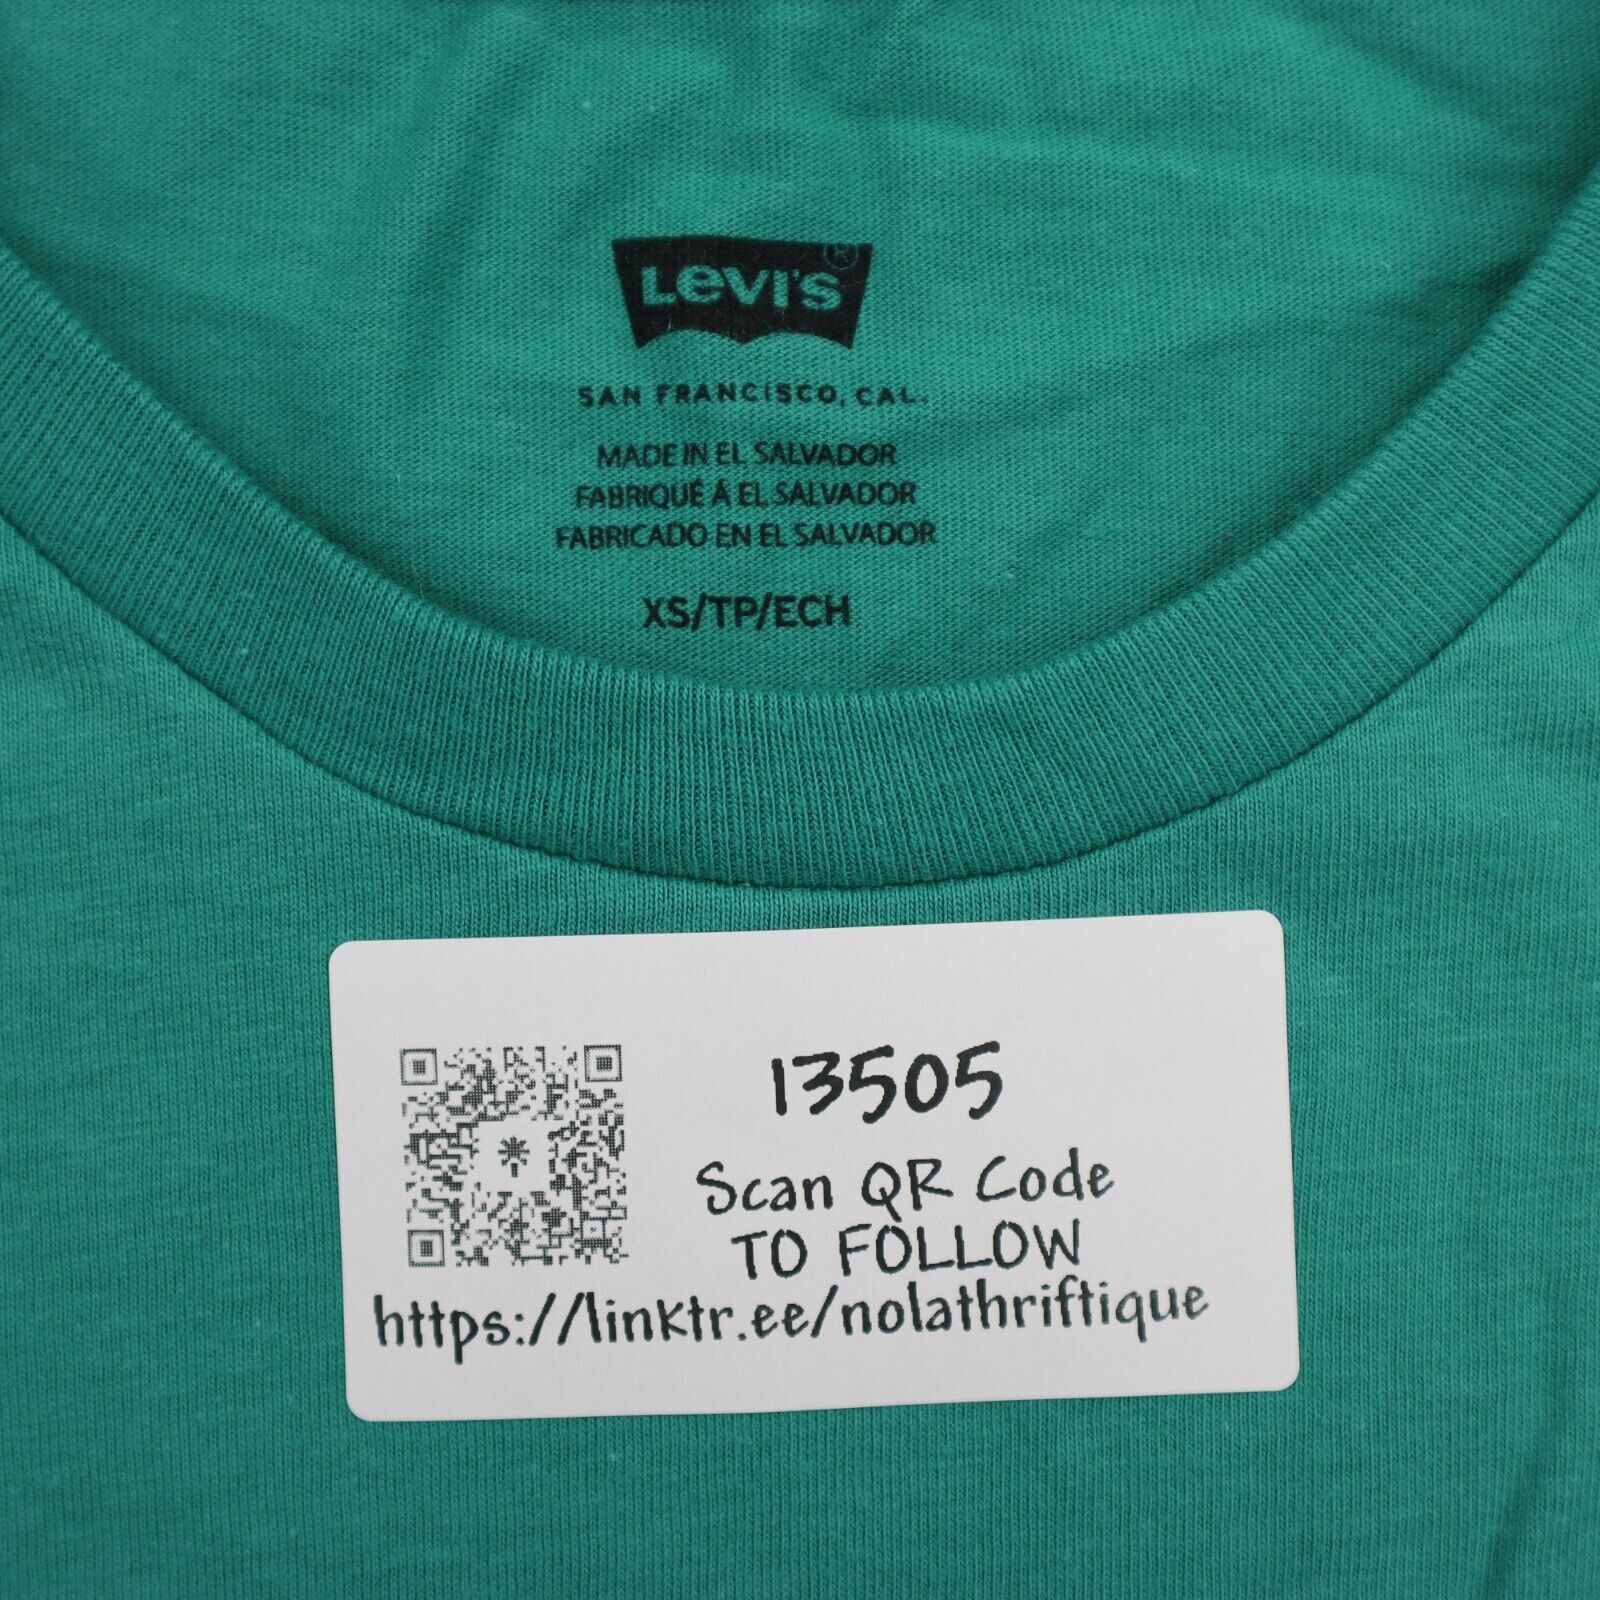 Levi's®
SAN FRANCISCO, CAL.
MADE IN EL SALVADOR
FABRIQUÉ À EL SALVADOR
FABRICADO EN EL SALVADOR
XS/TP/ECH
13505
Scan QR Code
TO FOLLOW
https://linktr.ee/nolathriftique